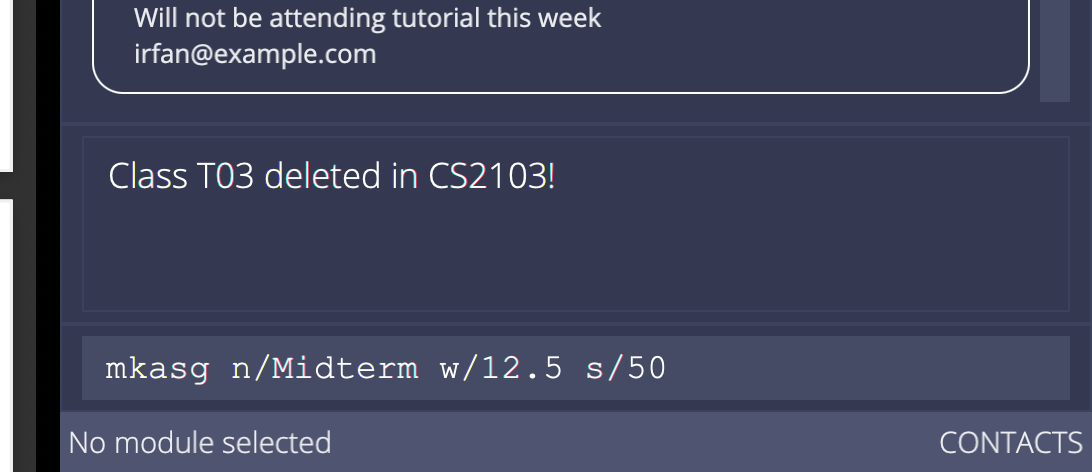 Will not be attending tutorial this week
irfan@example.com
Class T03 deleted in CS2103!
mkasg n/Midterm w/12.5 s/50
No module selected
CONTACTS